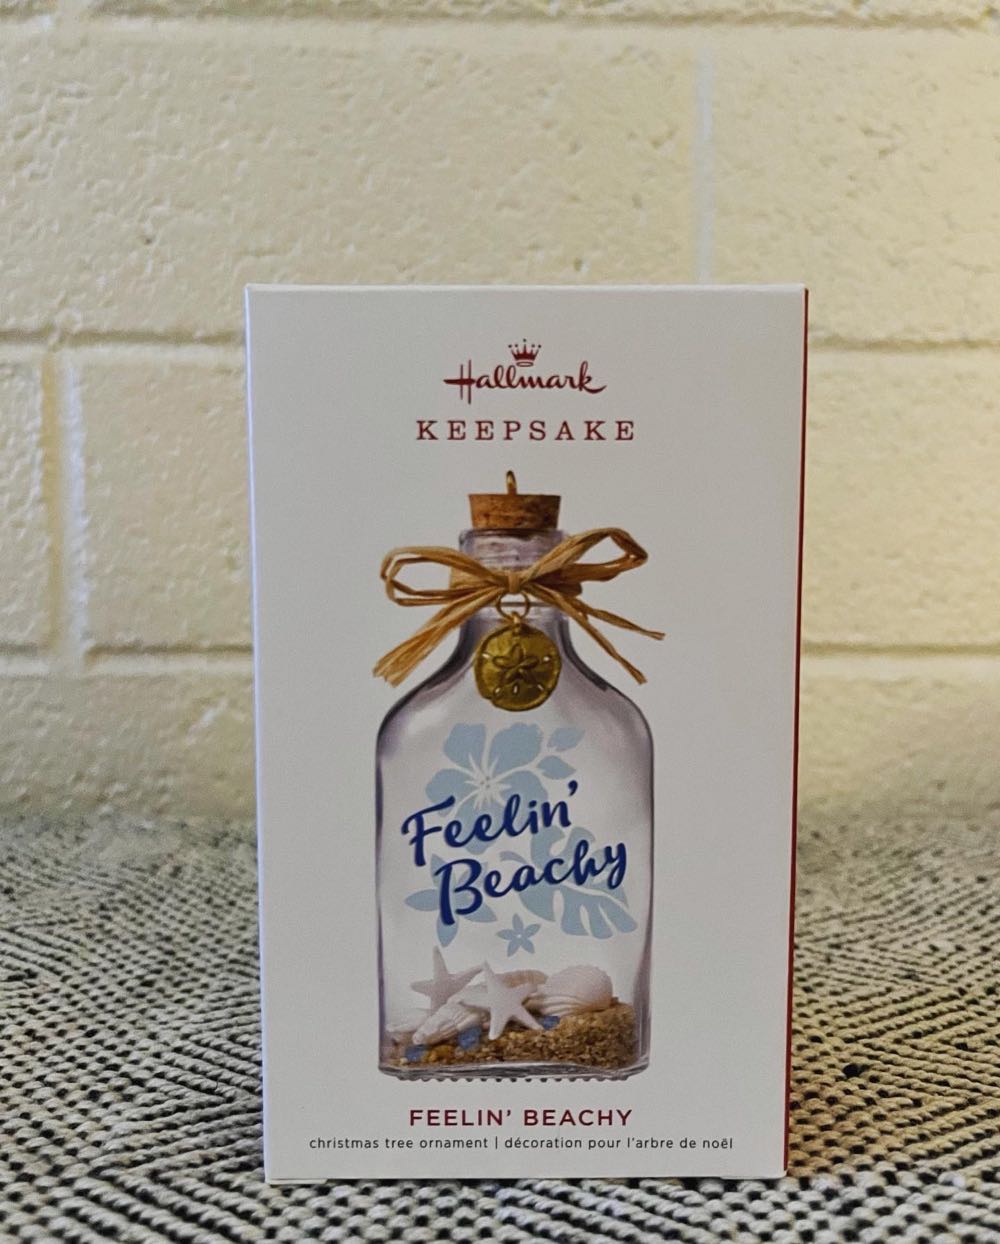 Hallmark
KEEPSAKE
Feelin'
Beachy
FEELIN' BEACHY
christmas tree ornament | décoration pour l'arbre de noël